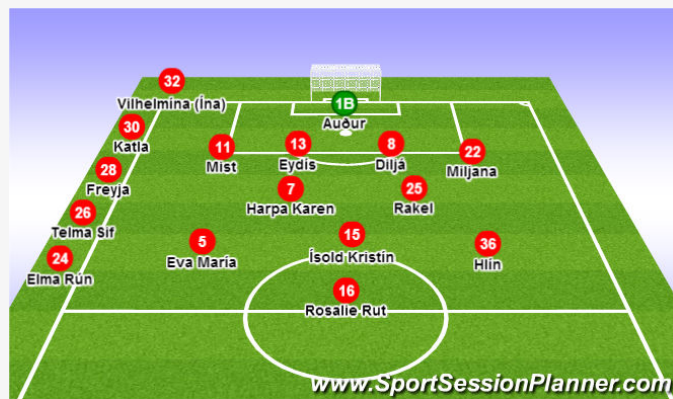 32
Vilhelmina (Ína)
1B
Auður
30
Katla
11
Mist
13
Eydís
8
Diljá
22
Miljana
28
Freyja
7
Harpa Karen
25
Rakel
26
Telma Sif
5
Eva María
15
Ísold Kristín
36
Hlín
24
Elma Rún
16
Rosalie Rut
www.SportSessionPlanner.com